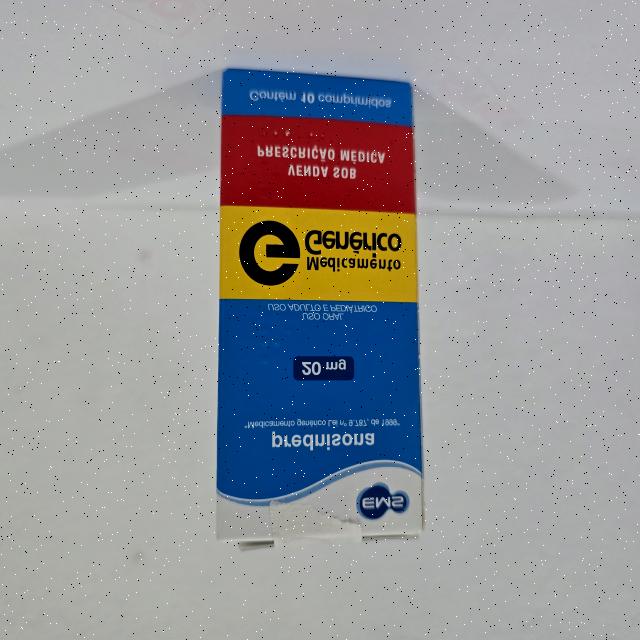 EMS
prednisona
"Medicamento genérico Lei nº 9.787, de 1999"
20 mg
USO ORAL
USO ADULTO E PEDIÁTRICO
G Medicamento
Genérico
VENDA SOB
PRESCRIÇÃO MÉDICA
Contém 10 comprimidos